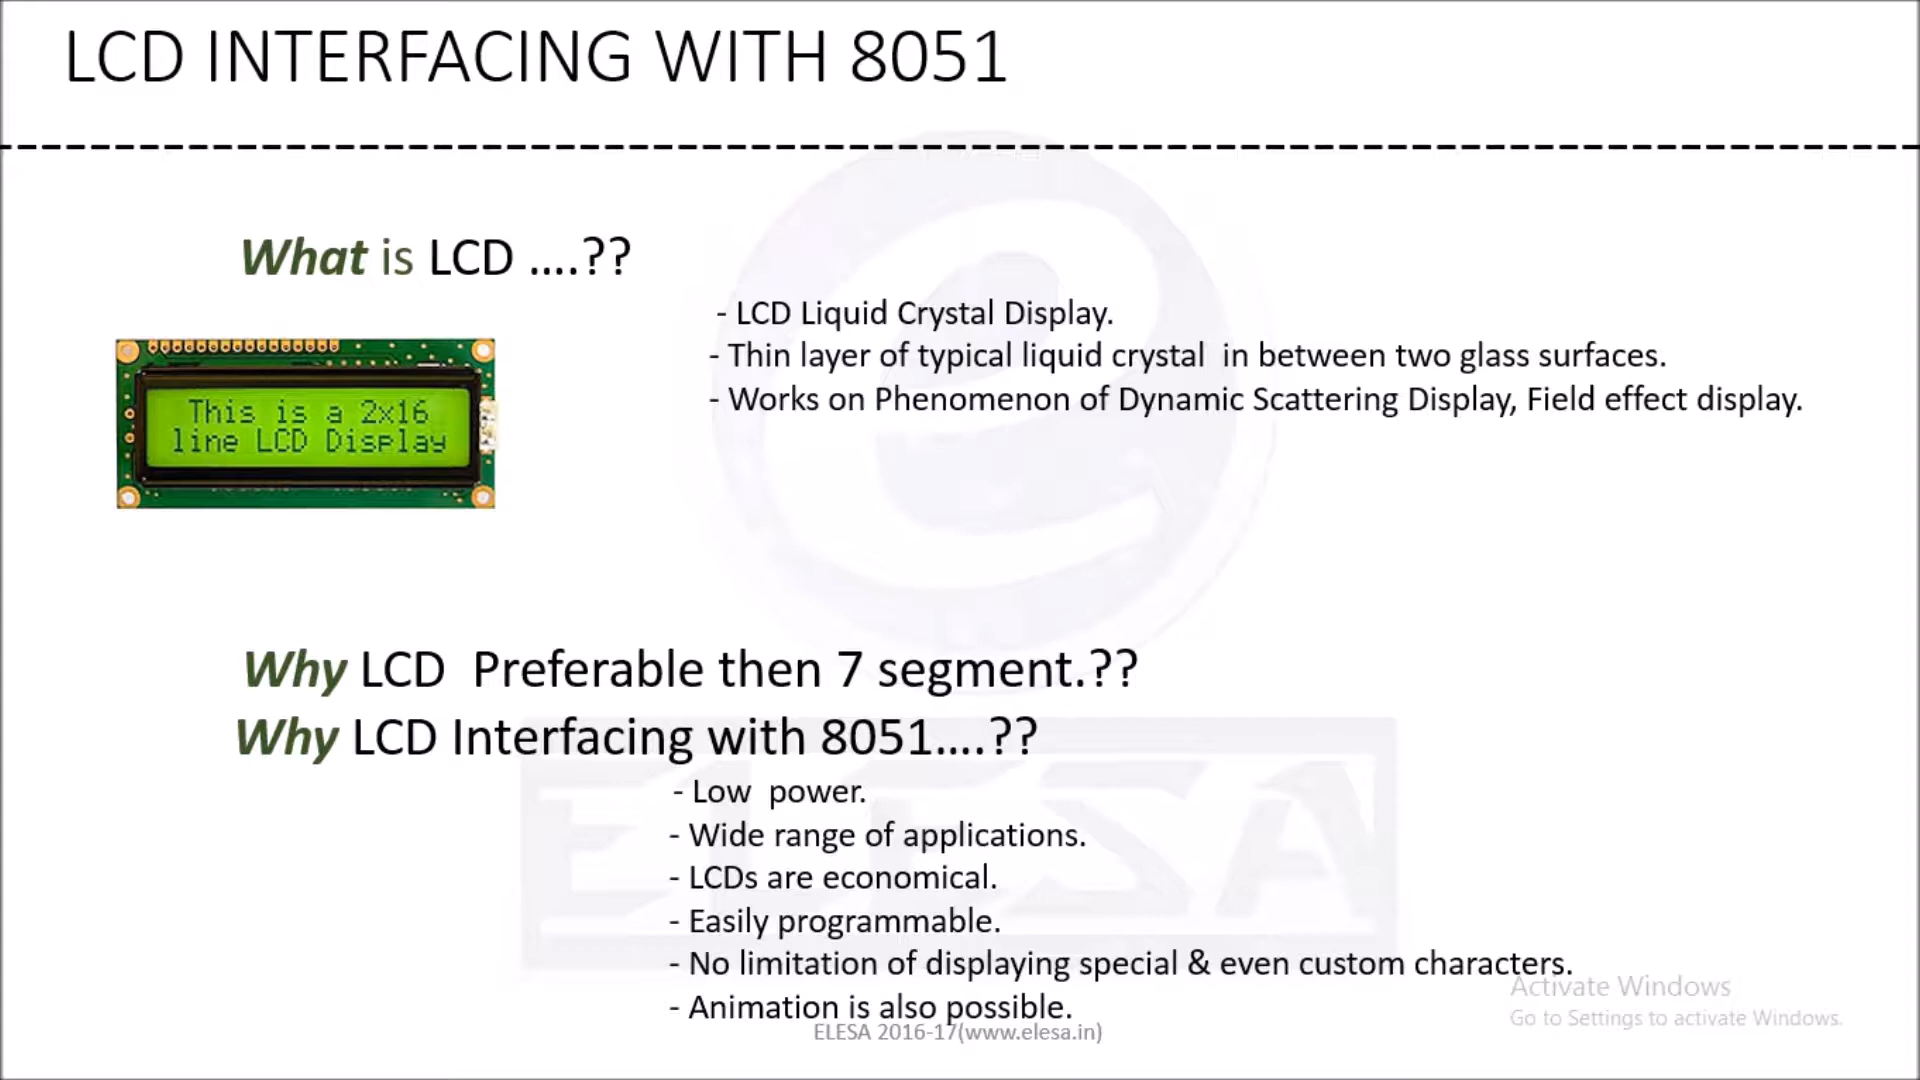 LCD INTERFACING WITH 8051
What is LCD ....??
- LCD Liquid Crystal Display.
- Thin layer of typical liquid crystal in between two glass surfaces.
- Works on Phenomenon of Dynamic Scattering Display, Field effect display.
This is a 2x16
line LCD Display
Why LCD Preferable then 7 segment.??
Why LCD Interfacing with 8051....??
- Low power.
- Wide range of applications.
- LCDs are economical.
- Easily programmable.
- No limitation of displaying special & even custom characters.
- Animation is also possible.
ELESA 2016-17(www.elesa.in)
ELESA
Activate Windows
Go to Settings to activate Windows.